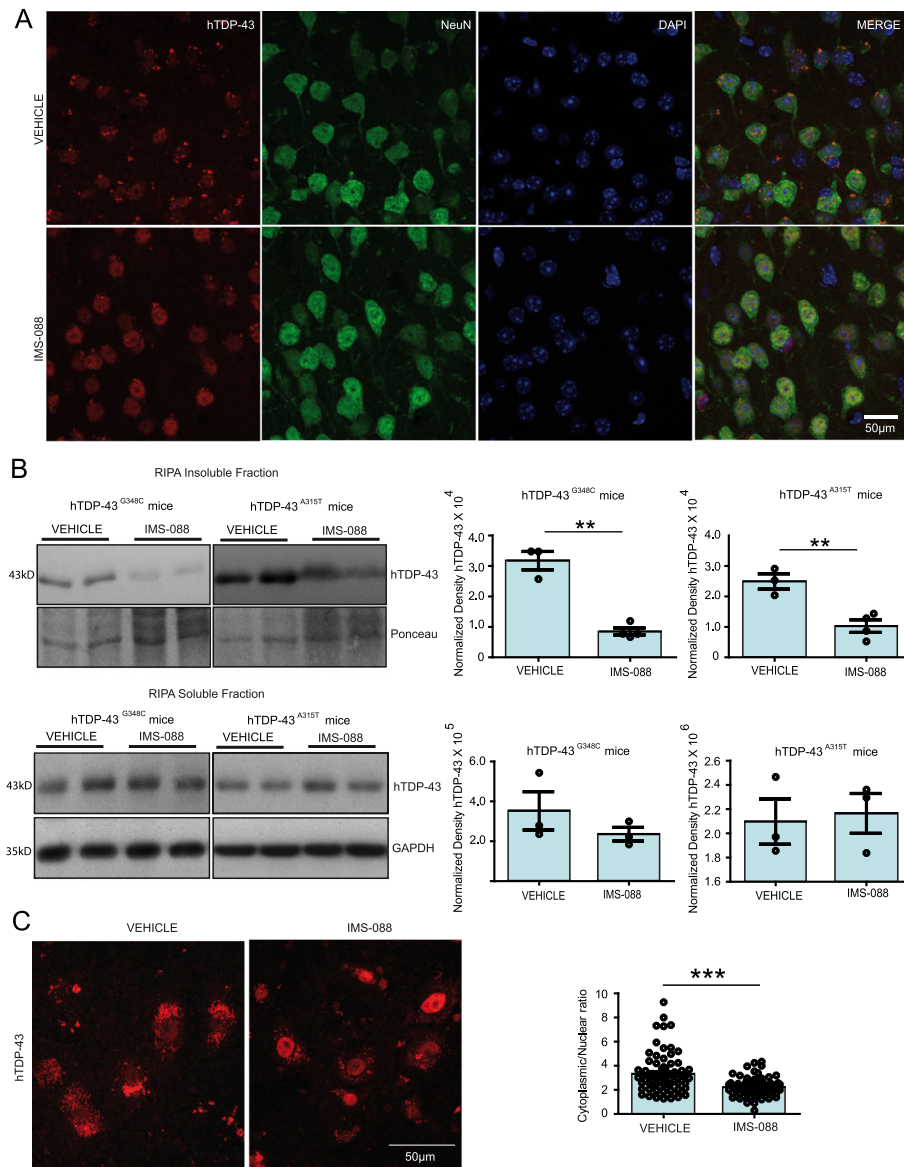 A
hTDP-43 NeuN DAPI MERGE
VEHICLE
IMS-088
50µm
B
RIPA Insoluble Fraction
hTDP-43 G348C mice hTDP-43 A315T mice
VEHICLE IMS-088 VEHICLE IMS-088
43kD hTDP-43
Ponceau
hTDP-43 G348C mice
Normalized Density hTDP-43 X 10 4
4.0
3.0
2.0
1.0
0
**
VEHICLE IMS-088
hTDP-43 A315T mice
Normalized Density hTDP-43 X 10 4
4.0
3.0
2.0
1.0
0
**
VEHICLE IMS-088
RIPA Soluble Fraction
hTDP-43 G348C mice hTDP-43 A315T mice
VEHICLE IMS-088 VEHICLE IMS-088
43kD hTDP-43
35kD GAPDH
hTDP-43 G348C mice
Normalized Density hTDP-43 X 10 5
5.0
4.0
2.0
0
VEHICLE IMS-088
hTDP-43 A315T mice
Normalized Density hTDP-43 X 10 6
2.6
2.4
2.2
2.0
1.8
1.6
VEHICLE IMS-088
C
VEHICLE IMS-088
hTDP-43
50µm
Cytoplasmic/Nuclear ratio
10
8
6
4
2
0
***
VEHICLE IMS-088